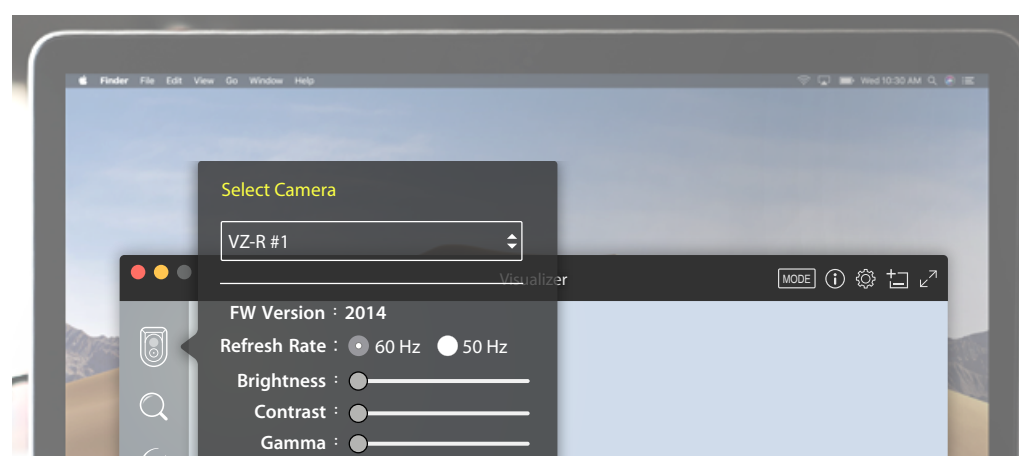 Finder File Edit View Go Window Help
Wed 10:30 AM
Select Camera
VZ-R #1
Visualizer
MODE
FW Version : 2014
Refresh Rate : 60 Hz 50 Hz
Brightness :
Contrast :
Gamma :